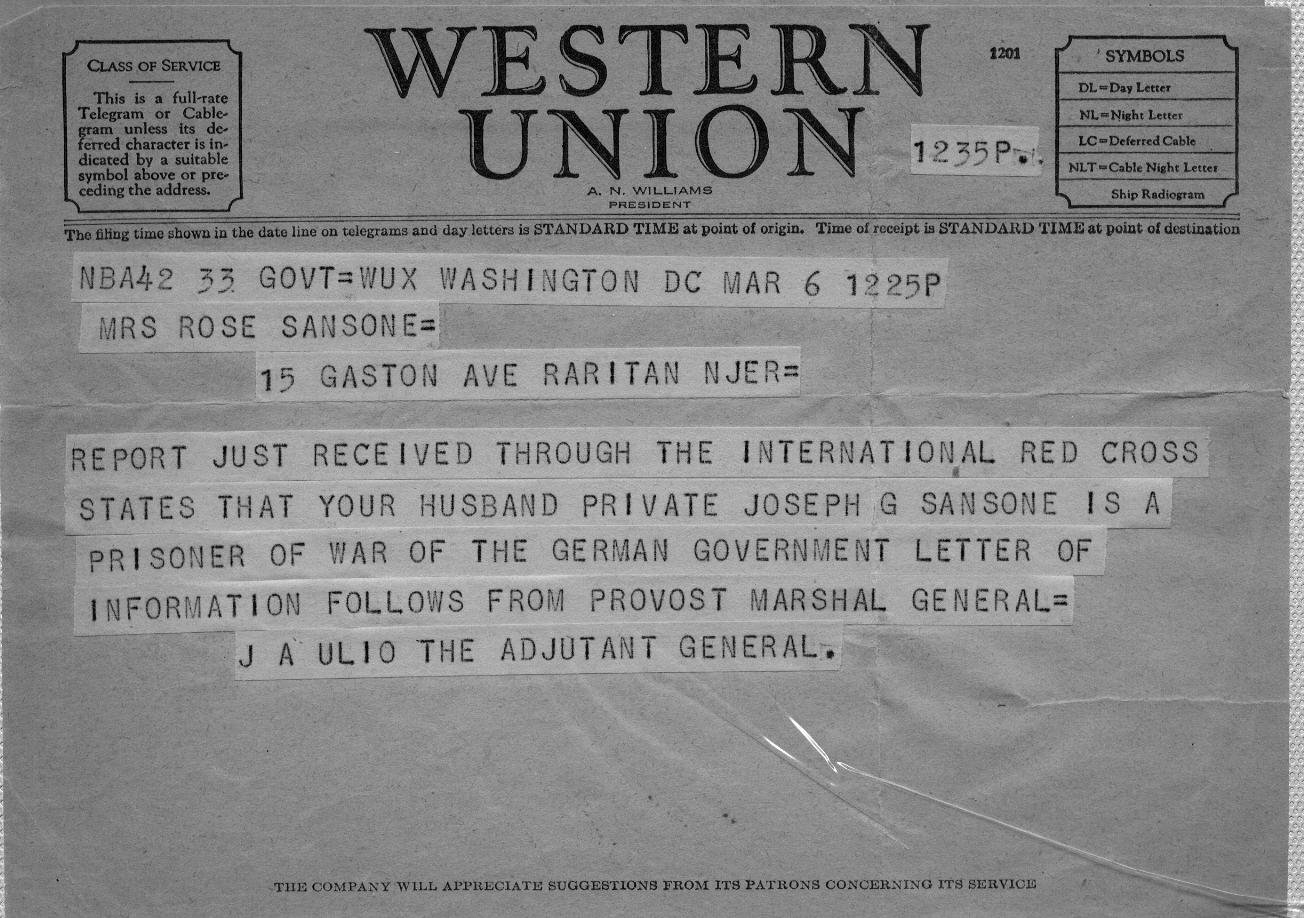 WESTERN
UNION
1201
CLASS OF SERVICE
This is a full-rate
Telegram or Cable-
gram unless its de-
ferred character is in-
dicated by a suitable
symbol above or pre-
ceding the address.
A. N. WILLIAMS
PRESIDENT
1235P
SYMBOLS
DL=Day Letter
NL=Night Letter
LC=Deferred Cable
NLT=Cable Night Letter
Ship Radiogram
The filing time shown in the date line on telegrams and day letters is STANDARD TIME at point of origin. Time of receipt is STANDARD TIME at point of destination
NBA42 33 GOVT=WUX WASHINGTON DC MAR 6 1225P
MRS ROSE SANSONE=
15 GASTON AVE RARITAN NJER=
REPORT JUST RECEIVED THROUGH THE INTERNATIONAL RED CROSS
STATES THAT YOUR HUSBAND PRIVATE JOSEPH G SANSONE IS A
PRISONER OF WAR OF THE GERMAN GOVERNMENT LETTER OF
INFORMATION FOLLOWS FROM PROVOST MARSHAL GENERAL=
J A ULIO THE ADJUTANT GENERAL.
THE COMPANY WILL APPRECIATE SUGGESTIONS FROM ITS PATRONS CONCERNING ITS SERVICE